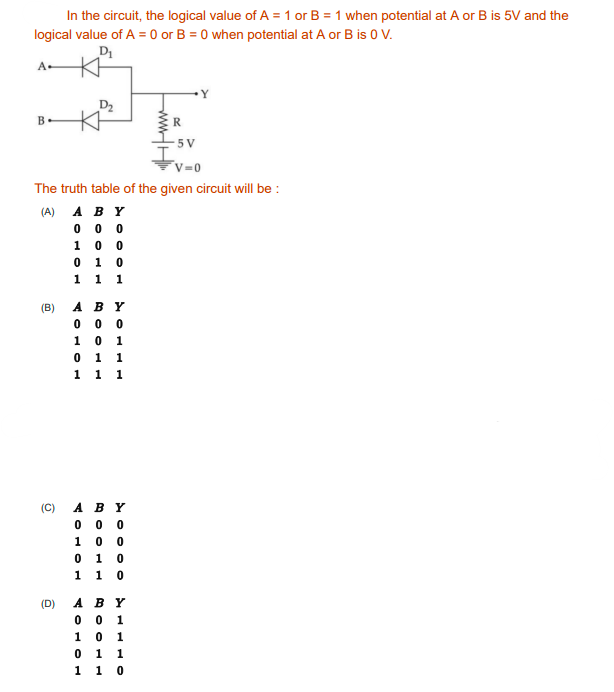 In the circuit, the logical value of A = 1 or B = 1 when potential at A or B is 5V and the
logical value of A = 0 or B = 0 when potential at A or B is 0 V.
D₁
A
Y
D₂
B
R
5 V
V=0
The truth table of the given circuit will be :
(A) A B Y
0 0 0
1 0 0
0 1 0
1 1 1
(B) A B Y
0 0 0
1 0 1
0 1 1
1 1 1
(C) A B Y
0 0 0
1 0 0
0 1 0
1 1 0
(D) A B Y
0 0 1
1 0 1
0 1 1
1 1 0